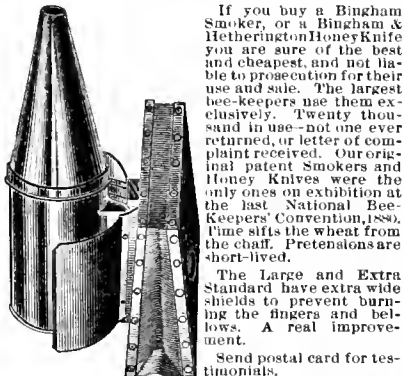 If you buy a Bingham
Smoker, or a Bingham &
Hetherington Honey Knife
you are sure of the best
and cheapest, and not lia-
ble to prosecution for their
use and sale. The largest
bee-keepers use them ex-
clusively. Twenty thou-
sand in use—not one ever
returned, or letter of com-
plaint received. Our orig-
inal patent Smokers and
Honey Knives were the
only ones on exhibition at
the last National Bee-
Keepers' Convention, 1880.
Time sifts the wheat from
the chaff. Pretensions are
short-lived.
The Large and Extra
Standard have extra wide
shields to prevent burn-
ing the fingers and bel-
lows. A real improve-
ment.
Send postal card for tes-
timonials.